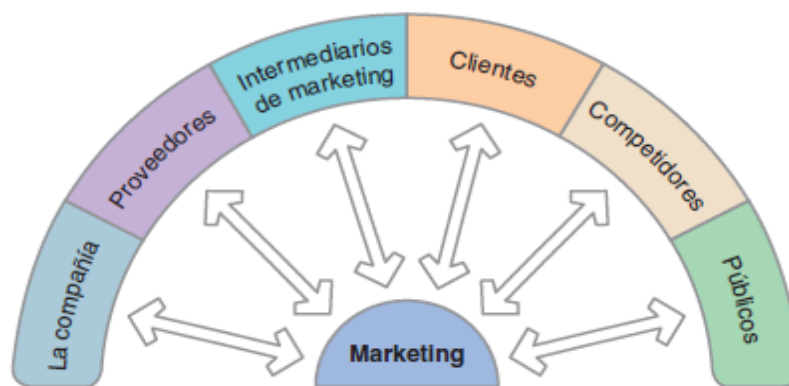 La compañía
Proveedores
Intermediarios
de marketing
Clientes
Competidores
Públicos
Marketing